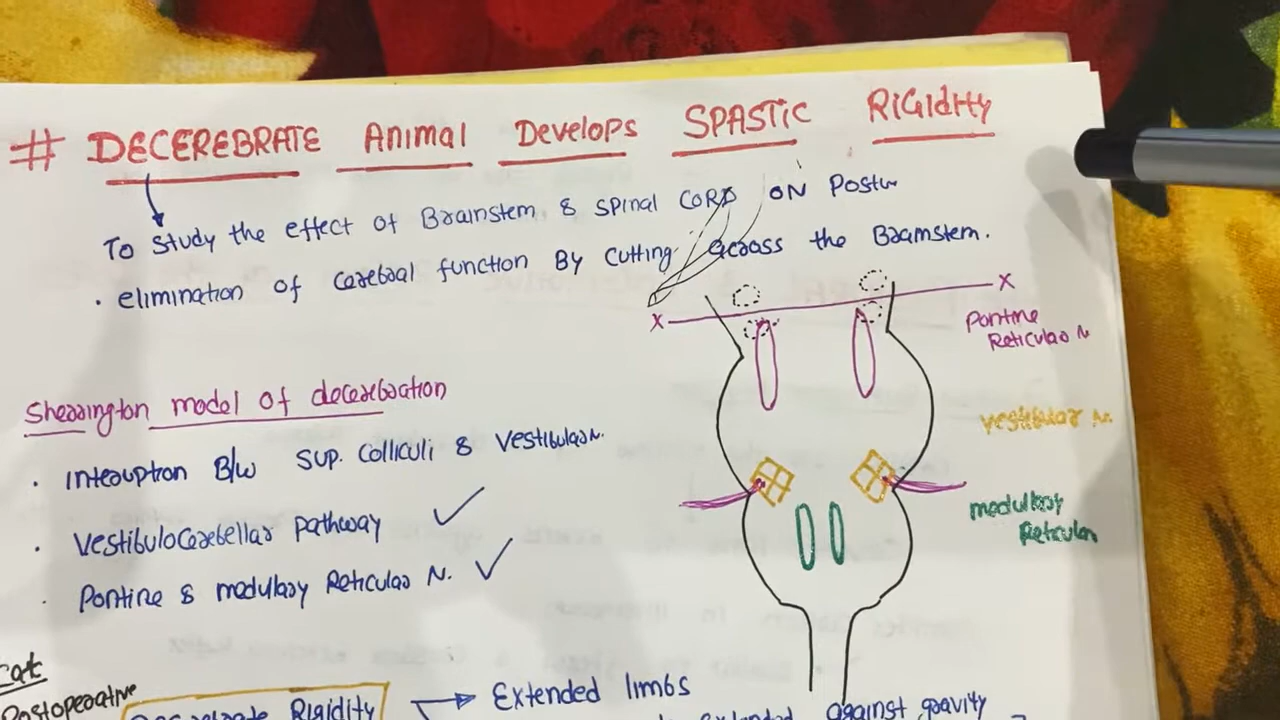 # DECEREBRATE Animal Develops SPASTIC Rigidity
To study the effect of Brainstem & spinal CORD ON Postur
• elimination of cerebral function By cutting across the Brainstem.
x x
Pontine
Reticular N
Sherrington model of decerebration
• Interruption B/w Sup. colliculi & Vestibular N.
vestibular N.
• Vestibulocerebellar pathway ✓
medullary
Reticular
• Pontine & medullary Reticular N. ✓
Cat
Postoperative
Rigidity
Extended limbs
extended against gravity